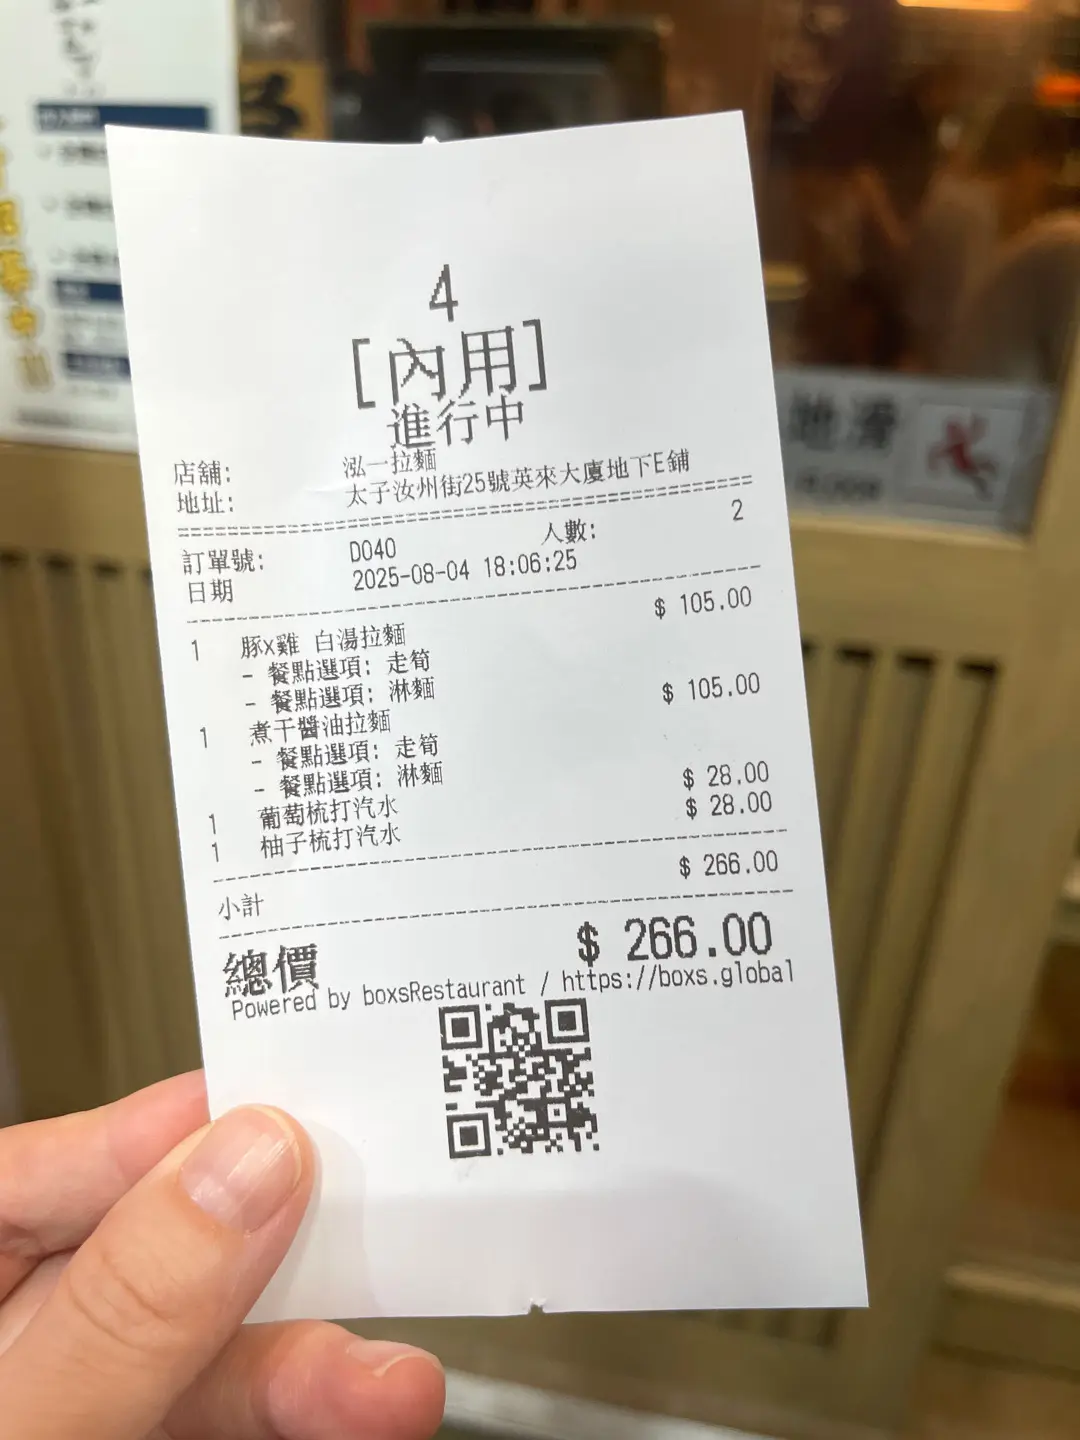 4
[內用]
進行中
店舖: 泓一拉麵
地址: 太子汝州街25號英來大廈地下E鋪
訂單號: D040 人數: 2
日期 2025-08-04 18:06:25
1 豚x雞 白湯拉麵 $ 105.00
- 餐點選項: 走筍
- 餐點選項: 淋麵
1 煮干醬油拉麵 $ 105.00
- 餐點選項: 走筍
- 餐點選項: 淋麵
1 葡萄梳打汽水 $ 28.00
1 柚子梳打汽水 $ 28.00
小計 $ 266.00
總價 $ 266.00
Powered by boxsRestaurant / https://boxs.global
地滑